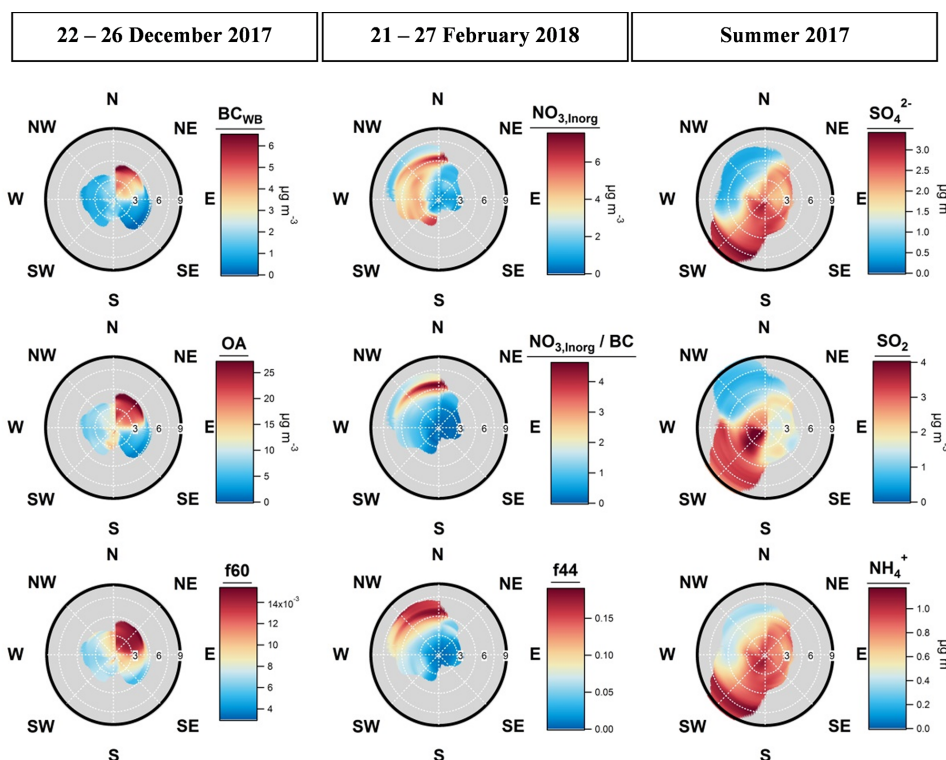 22 – 26 December 2017
21 – 27 February 2018
Summer 2017
N
NW
NE
W
E
SW
SE
S
3 6 9
BC_WB
6
5
4
3
2
1
0
µg m⁻³
N
NW
NE
W
E
SW
SE
S
3 6 9
NO₃,Inorg
6
4
2
0
µg m⁻³
N
NW
NE
W
E
SW
SE
S
3 6 9
SO₄²⁻
3.0
2.5
2.0
1.5
1.0
0.5
0.0
µg m
N
NW
NE
W
E
SW
SE
S
3 6 9
OA
25
20
15
10
5
0
µg m⁻³
N
NW
NE
W
E
SW
SE
S
3 6 9
NO₃,Inorg / BC
4
3
2
1
0
N
NW
NE
W
E
SW
SE
S
3 6 9
SO₂
4
3
2
1
0
N
NW
NE
W
E
SW
SE
S
3 6 9
f60
14x10⁻³
12
10
8
6
4
N
NW
NE
W
E
SW
SE
S
3 6 9
f44
0.15
0.10
0.05
0.00
N
NW
NE
W
E
SW
SE
S
3 6 9
NH₄⁺
1.0
0.8
0.6
0.4
0.2
0.0
µg m